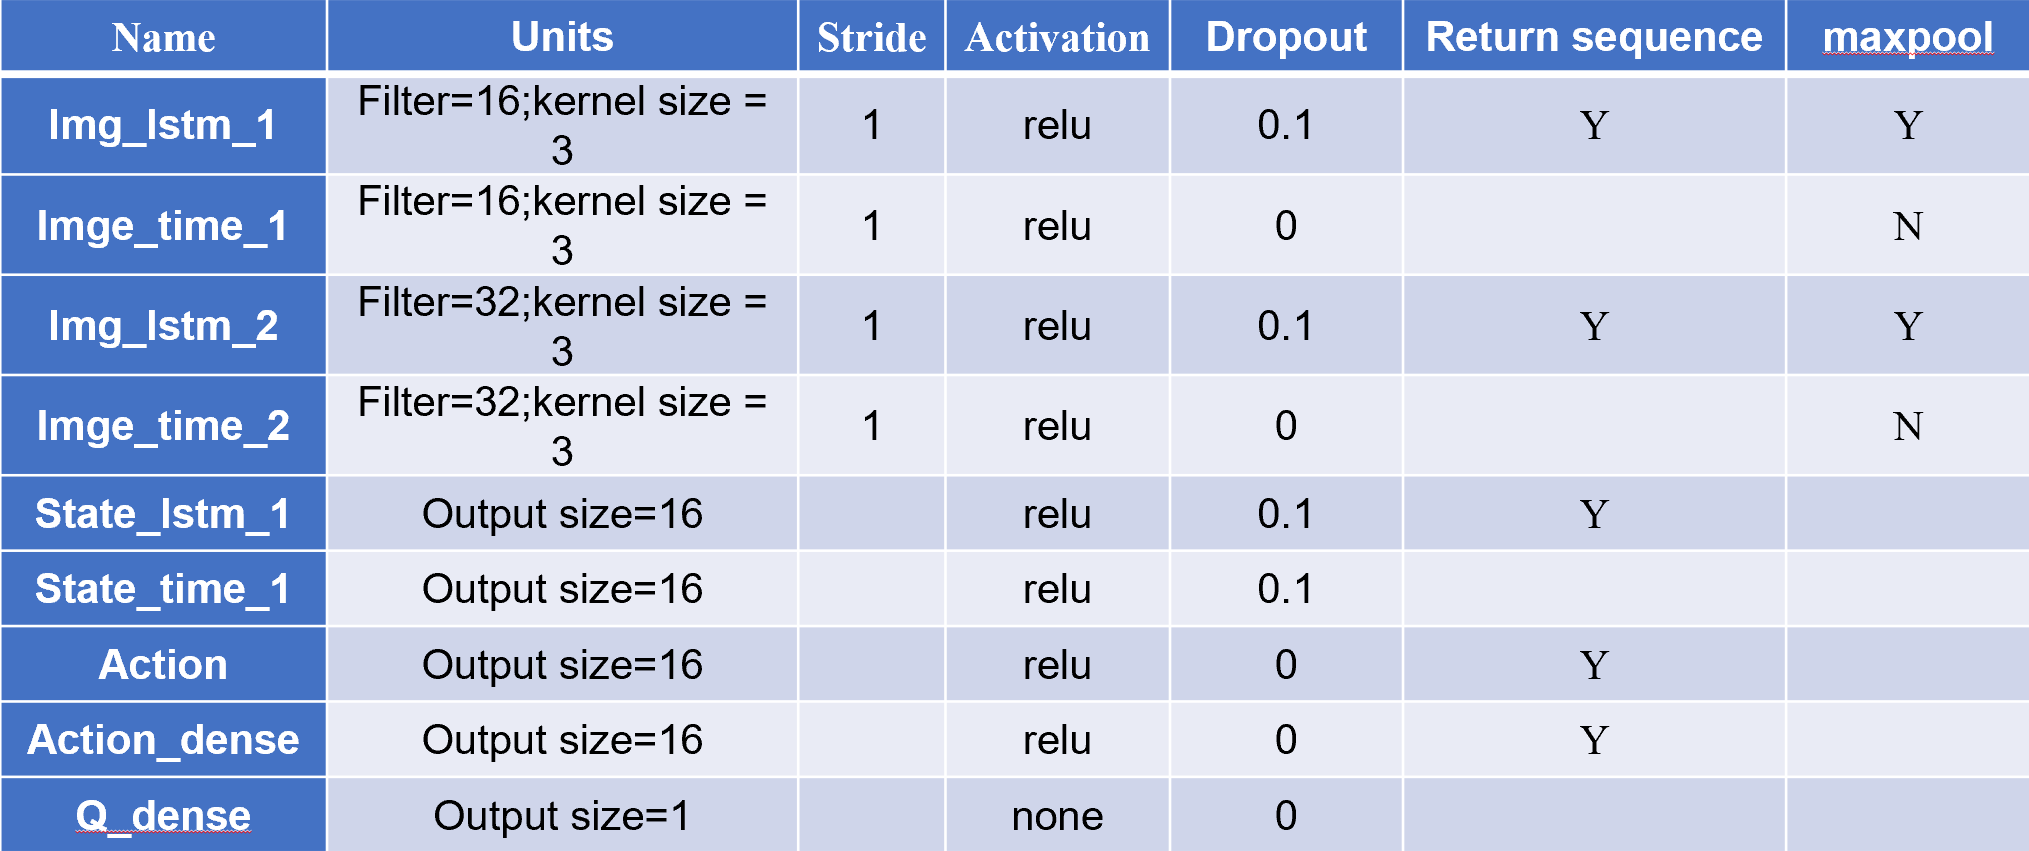 Name Units Stride Activation Dropout Return sequence maxpool
Img_lstm_1 Filter=16;kernel size = 1 relu 0.1 Y Y
3
Imge_time_1 Filter=16;kernel size = 1 relu 0 N
3
Img_lstm_2 Filter=32;kernel size = 1 relu 0.1 Y Y
3
Imge_time_2 Filter=32;kernel size = 1 relu 0 N
3
State_lstm_1 Output size=16 relu 0.1 Y
State_time_1 Output size=16 relu 0.1
Action Output size=16 relu 0 Y
Action_dense Output size=16 relu 0 Y
Q_dense Output size=1 none 0